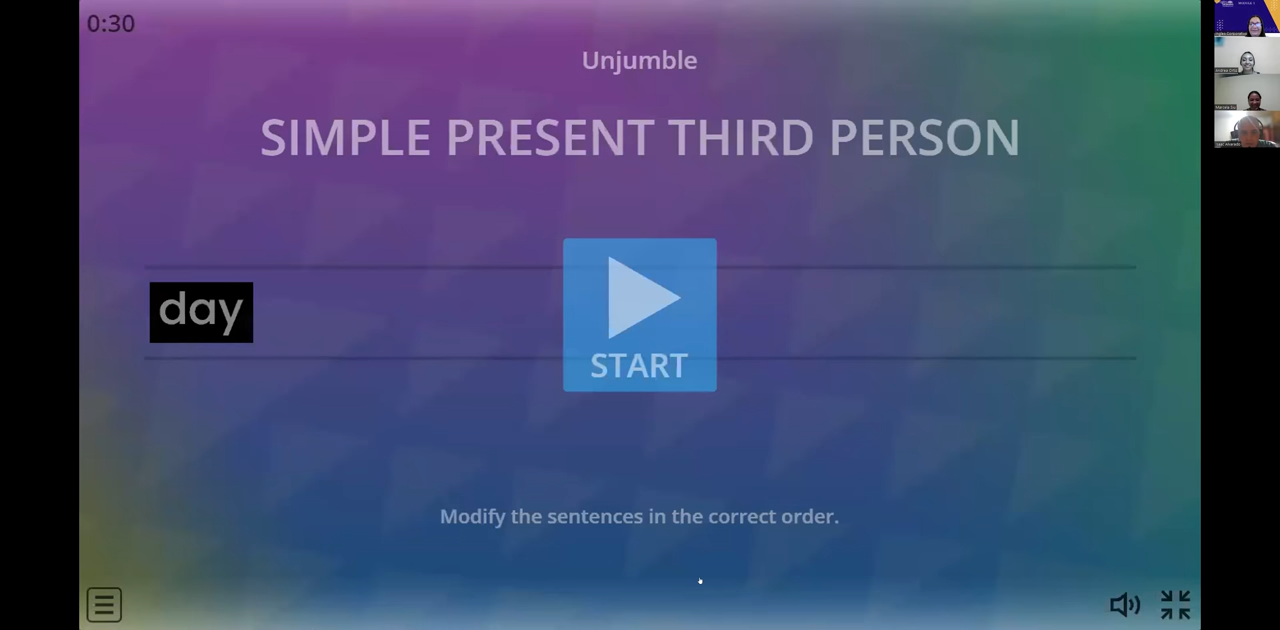 0:30
Unjumble
SIMPLE PRESENT THIRD PERSON
day
START
Modify the sentences in the correct order.